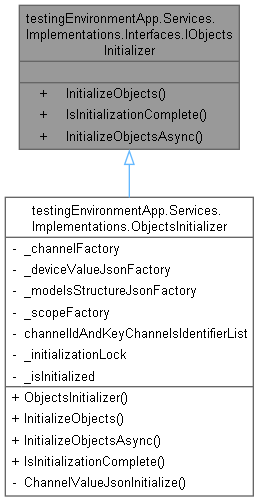 testingEnvironmentApp.Services.
Implementations.Interfaces.IObjects
Initializer
+ InitializeObjects()
+ IsInitializationComplete()
+ InitializeObjectsAsync()
testingEnvironmentApp.Services.
Implementations.ObjectsInitializer
- _channelFactory
- _deviceValueJsonFactory
- _modelsStructureJsonFactory
- _scopeFactory
- channelIdAndKeyChannelsIdentifierList
- _initializationLock
- _isInitialized
+ ObjectsInitializer()
+ InitializeObjects()
+ InitializeObjectsAsync()
+ IsInitializationComplete()
- ChannelValueJsonInitialize()